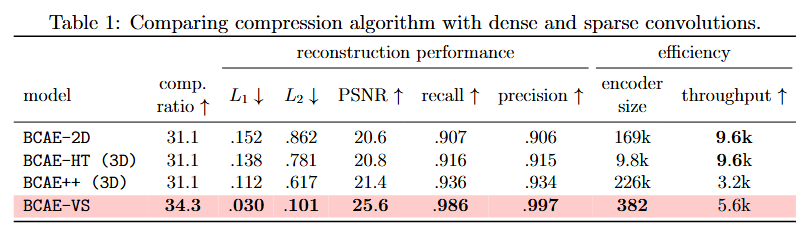 Table 1: Comparing compression algorithm with dense and sparse convolutions.
reconstruction performance efficiency
model comp. ratio ↑ L1 ↓ L2 ↓ PSNR ↑ recall ↑ precision ↑ encoder size throughput ↑
BCAE-2D 31.1 .152 .862 20.6 .907 .906 169k 9.6k
BCAE-HT (3D) 31.1 .138 .781 20.8 .916 .915 9.8k 9.6k
BCAE++ (3D) 31.1 .112 .617 21.4 .936 .934 226k 3.2k
BCAE-VS 34.3 .030 .101 25.6 .986 .997 382 5.6k